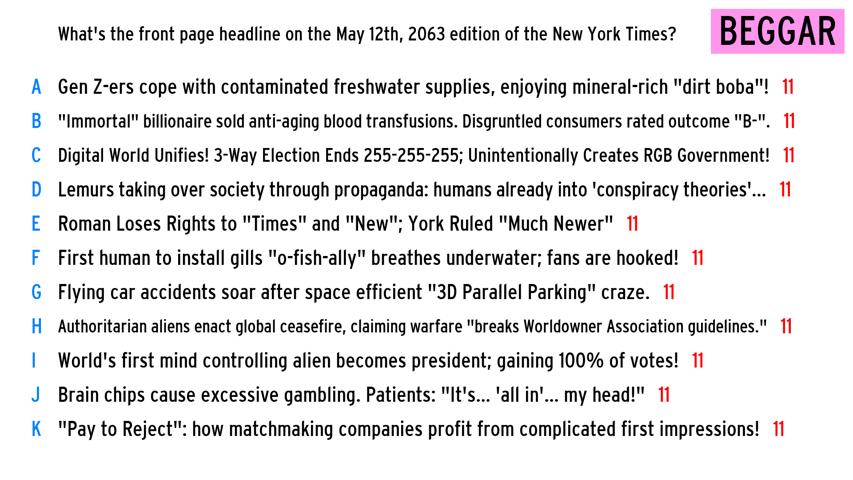 What's the front page headline on the May 12th, 2063 edition of the New York Times?
BEGGAR
A Gen Z-ers cope with contaminated freshwater supplies, enjoying mineral-rich "dirt boba"! 11
B "Immortal" billionaire sold anti-aging blood transfusions. Disgruntled consumers rated outcome "B-". 11
C Digital World Unifies! 3-Way Election Ends 255-255-255; Unintentionally Creates RGB Government! 11
D Lemurs taking over society through propaganda: humans already into 'conspiracy theories'... 11
E Roman Loses Rights to "Times" and "New"; York Ruled "Much Newer" 11
F First human to install gills "o-fish-ally" breathes underwater; fans are hooked! 11
G Flying car accidents soar after space efficient "3D Parallel Parking" craze. 11
H Authoritarian aliens enact global ceasefire, claiming warfare "breaks Worldowner Association guidelines." 11
I World's first mind controlling alien becomes president; gaining 100% of votes! 11
J Brain chips cause excessive gambling. Patients: "It's... 'all in'... my head!" 11
K "Pay to Reject": how matchmaking companies profit from complicated first impressions! 11